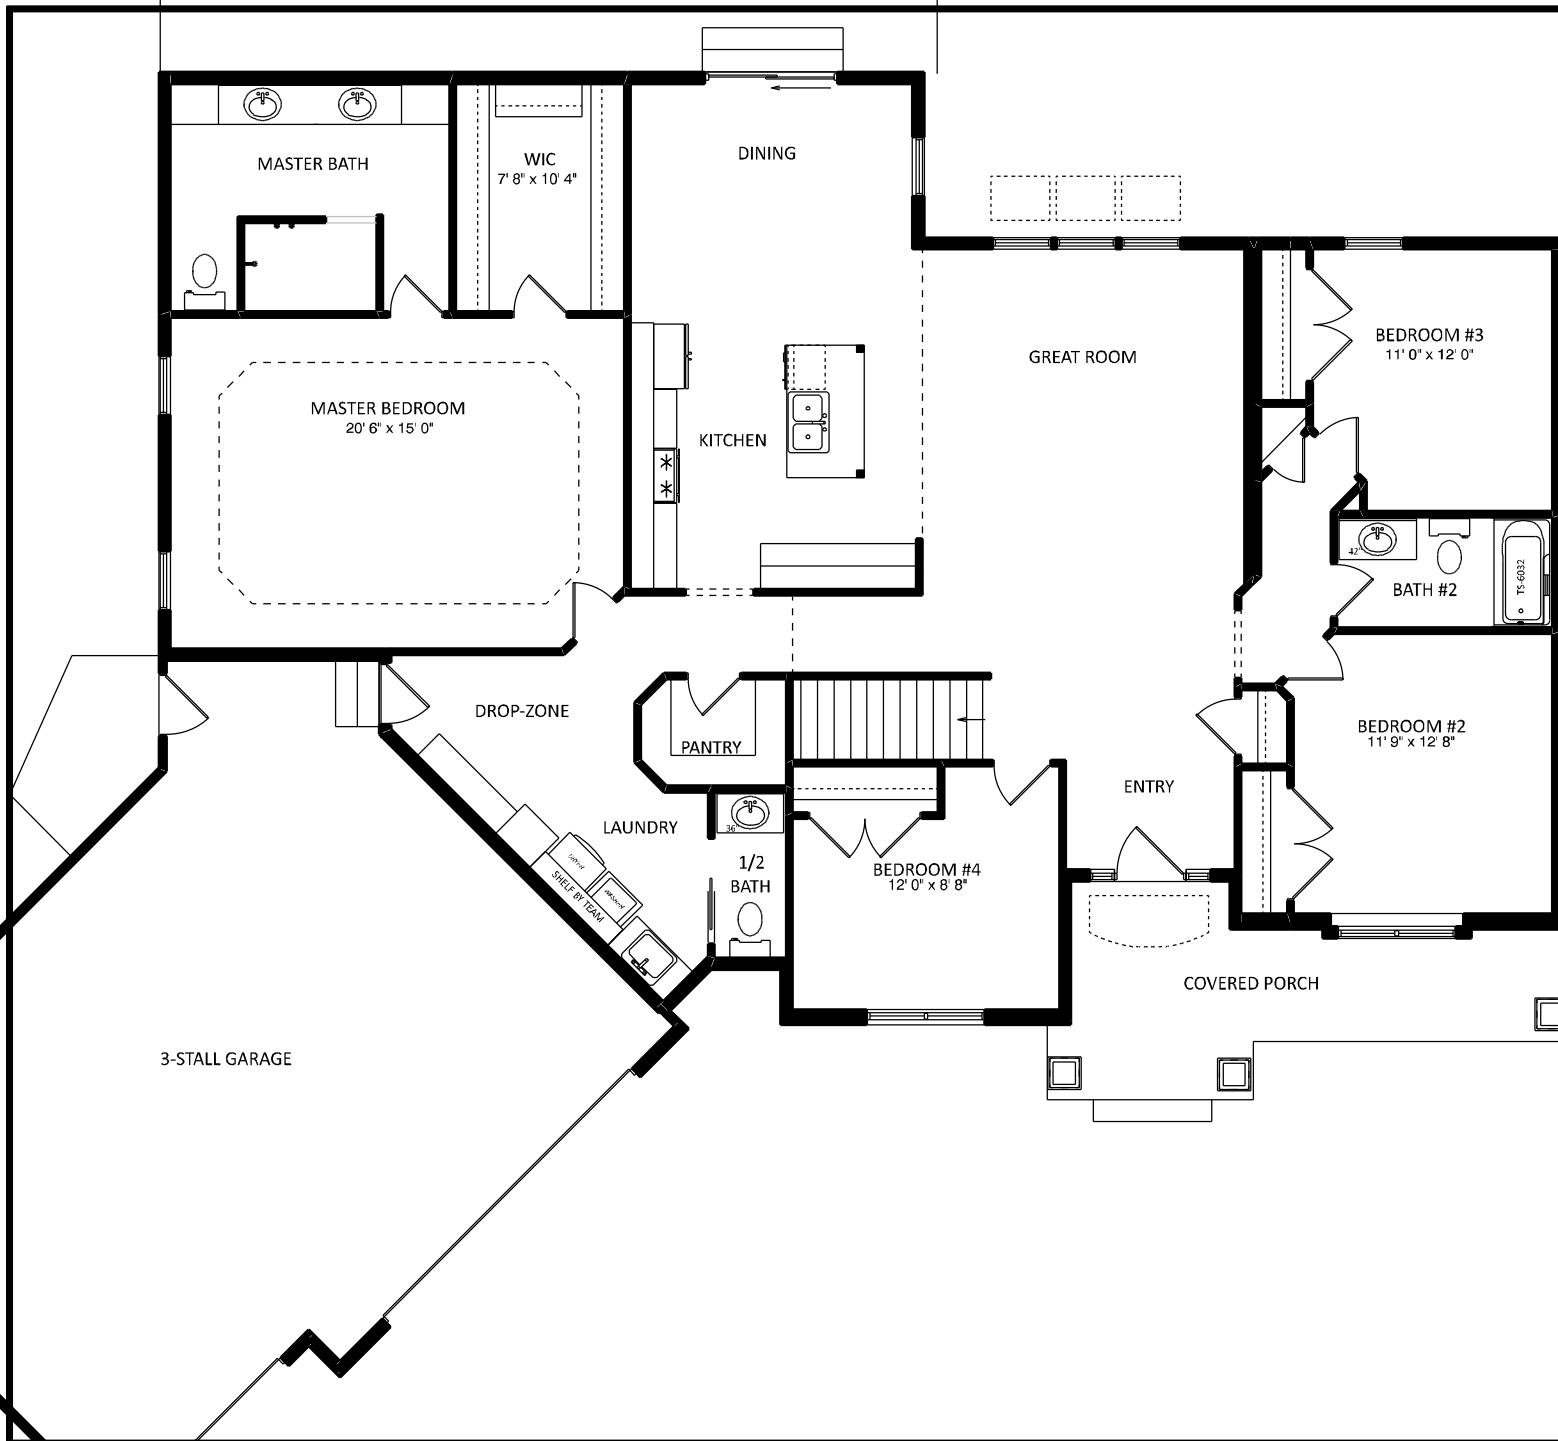 DINING
MASTER BATH
WIC
7' 8" x 10' 4"
BEDROOM #3
11' 0" x 12' 0"
GREAT ROOM
MASTER BEDROOM
20' 6" x 15' 0"
KITCHEN
42"
TS-6032
BATH #2
DROP-ZONE
PANTRY
BEDROOM #2
11' 9" x 12' 8"
ENTRY
36"
LAUNDRY
1/2
BATH
BEDROOM #4
12' 0" x 8' 8"
DRYER
WASHER
SHELF BY TEAM
COVERED PORCH
3-STALL GARAGE